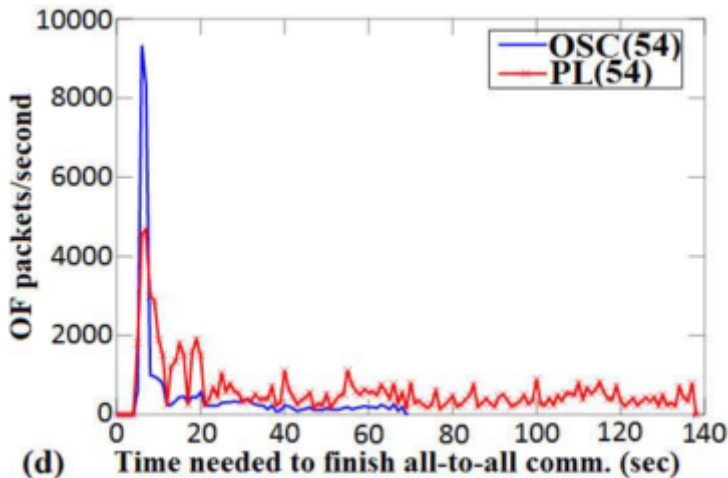 10000
8000
6000
4000
2000
0
OF packets/second
OSC(54)
PL(54)
0 20 40 60 80 100 120 140
(d) Time needed to finish all-to-all comm. (sec)